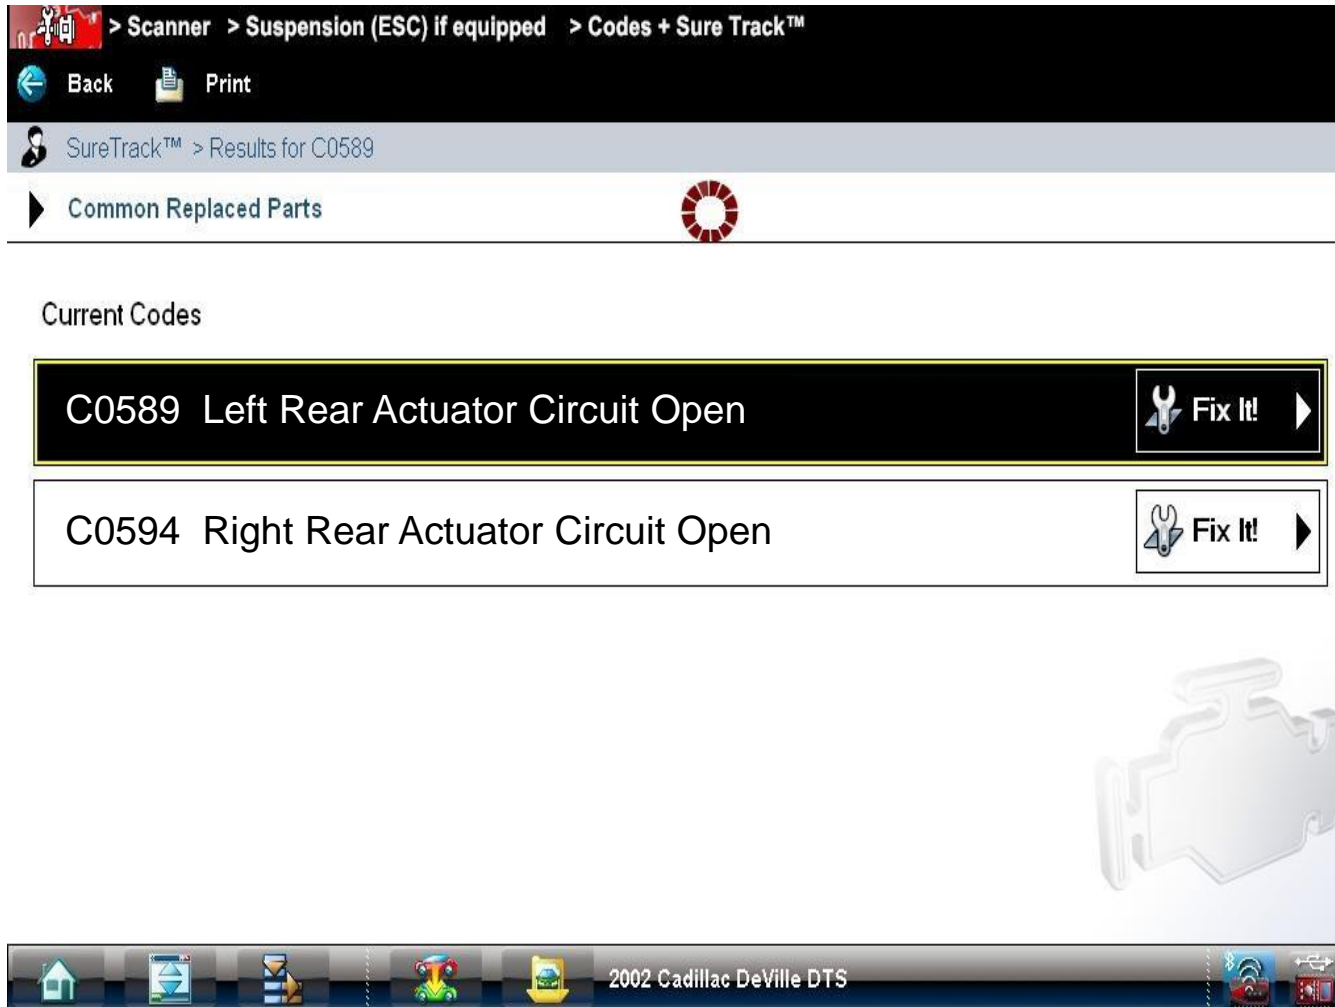 > Scanner > Suspension (ESC) if equipped > Codes + Sure Track™
Back Print
SureTrack™ > Results for C0589
Common Replaced Parts
Current Codes
C0589 Left Rear Actuator Circuit Open Fix It!
C0594 Right Rear Actuator Circuit Open Fix It!
2002 Cadillac DeVille DTS